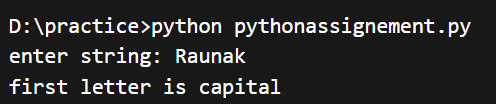 D:\practice>python pythonassignement.py
enter string: Raunak
first letter is capital